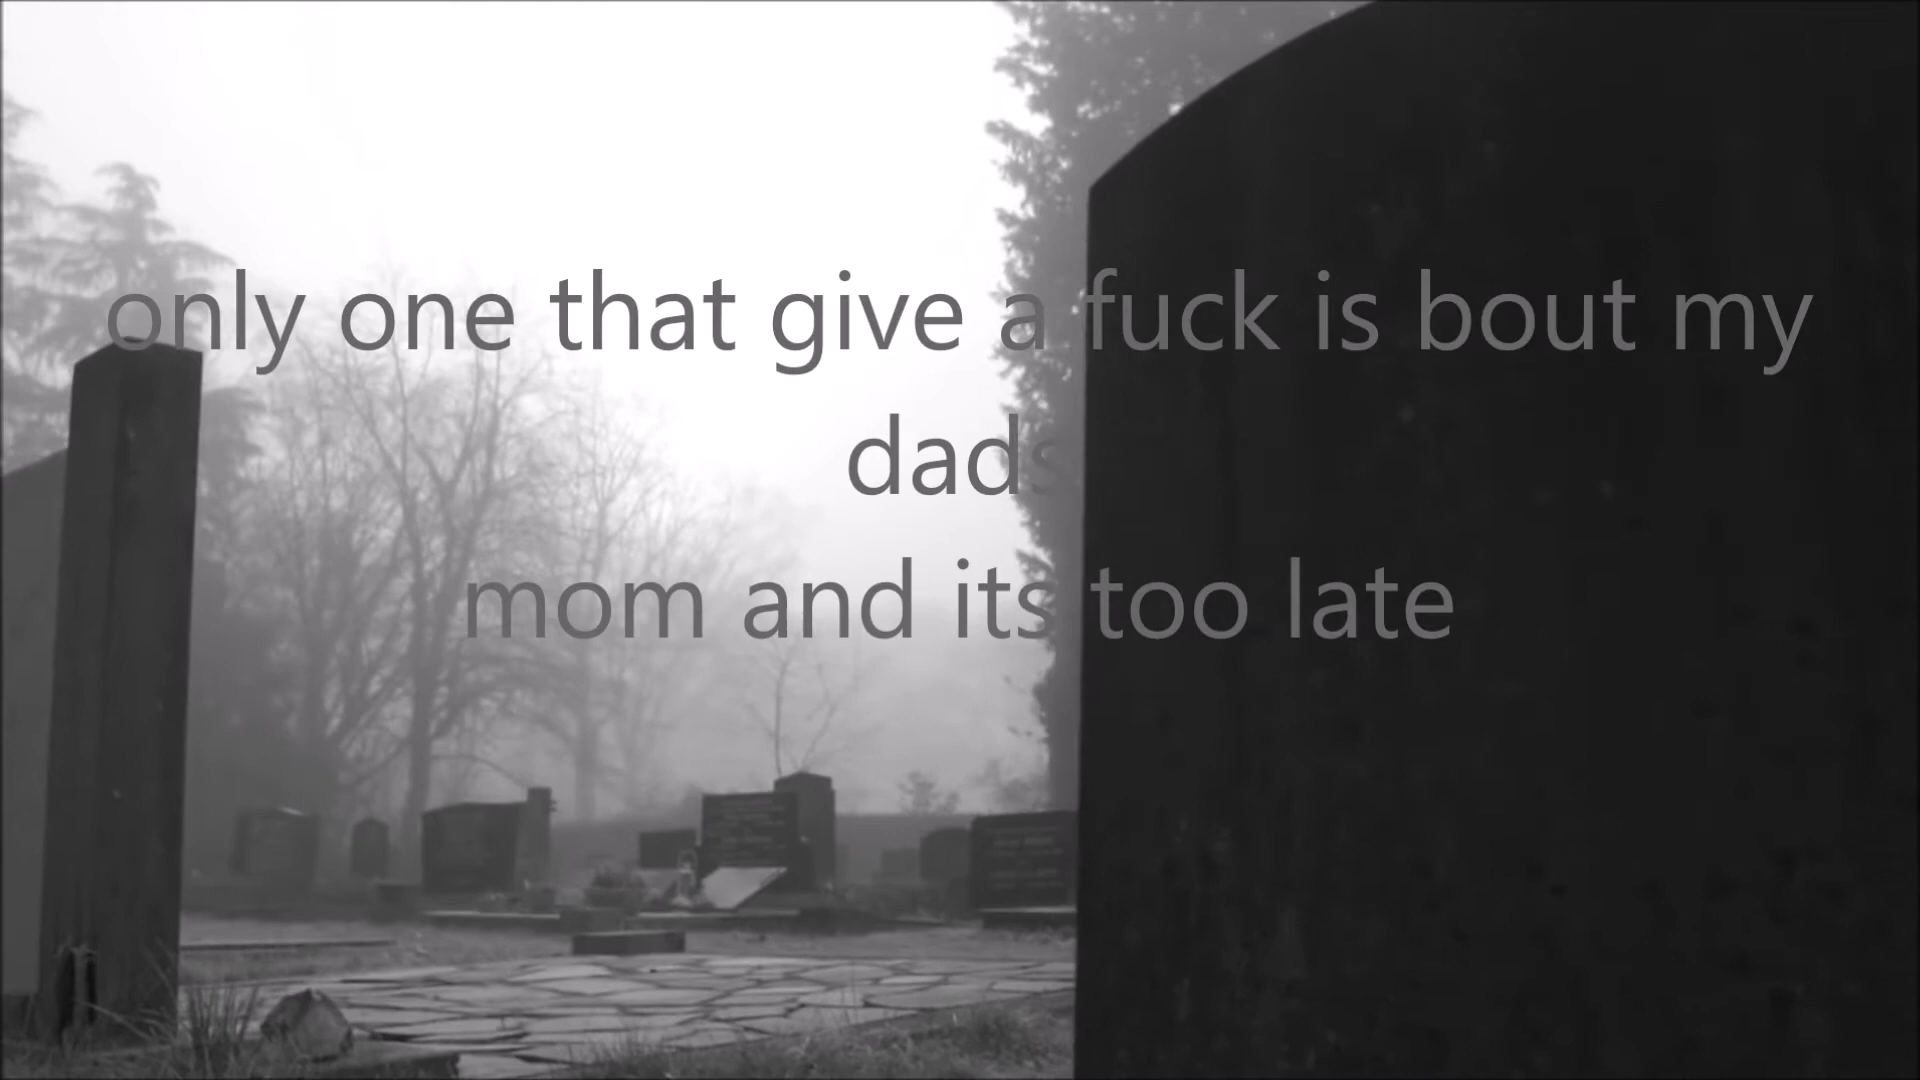 only one that give a fuck is bout my
dads
mom and its too late